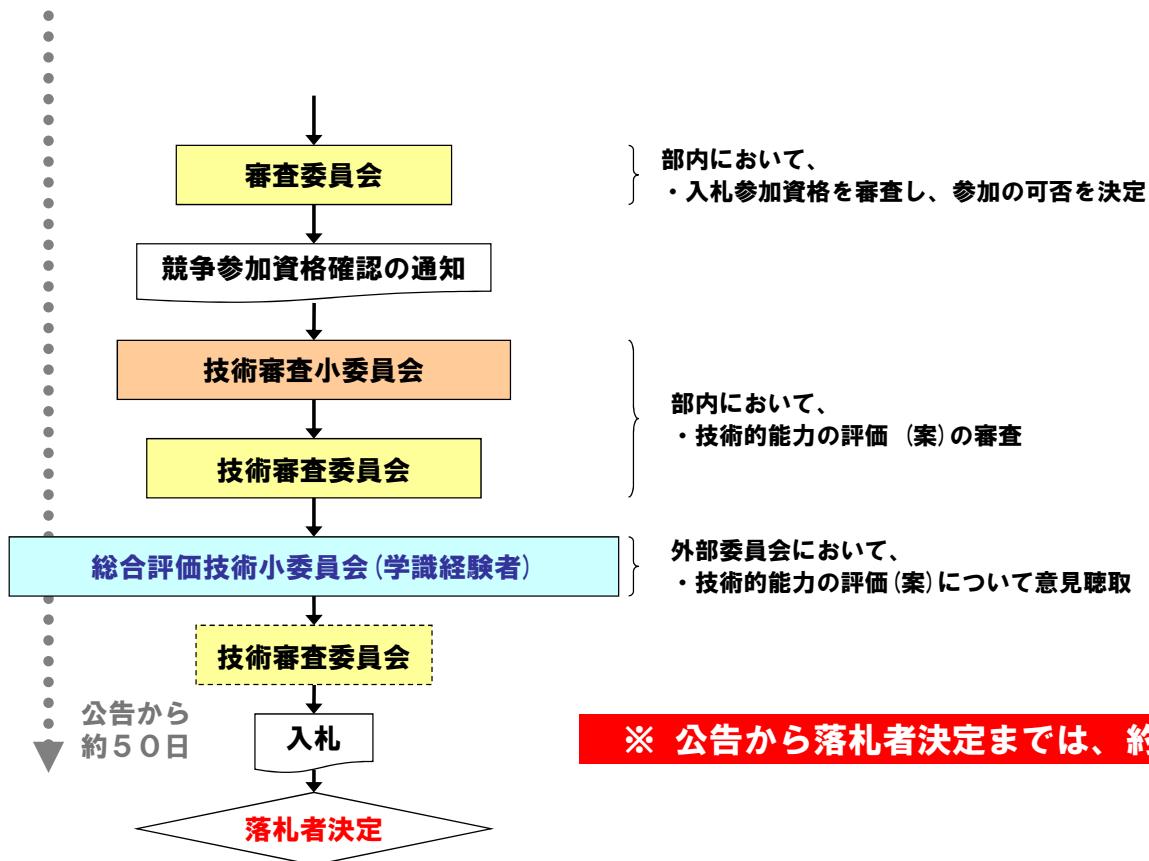 審査委員会
部内において、
・入札参加資格を審査し、参加の可否を決定
競争参加資格確認の通知
技術審査小委員会
部内において、
・技術的能力の評価 (案)の審査
技術審査委員会
総合評価技術小委員会(学識経験者)
外部委員会において、
・技術的能力の評価(案)について意見聴取
技術審査委員会
公告から
約５０日
入札
※ 公告から落札者決定までは、約
落札者決定